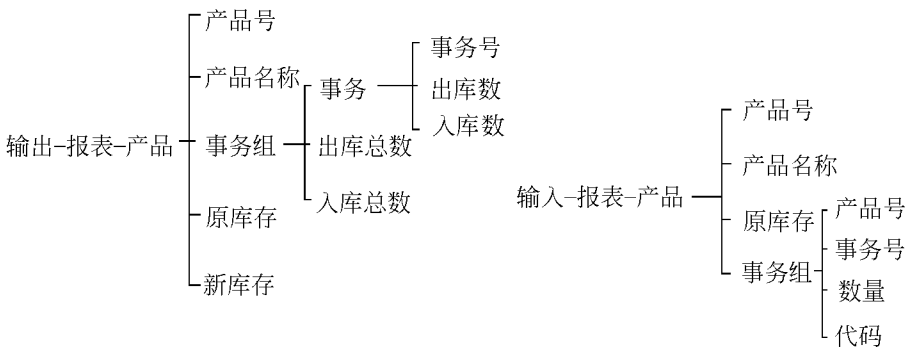 输出-报表-产品
产品号
产品名称
事务组
事务
事务号
出库数
入库数
出库总数
入库总数
原库存
新库存
输入-报表-产品
产品号
产品名称
原库存
事务组
产品号
事务号
数量
代码